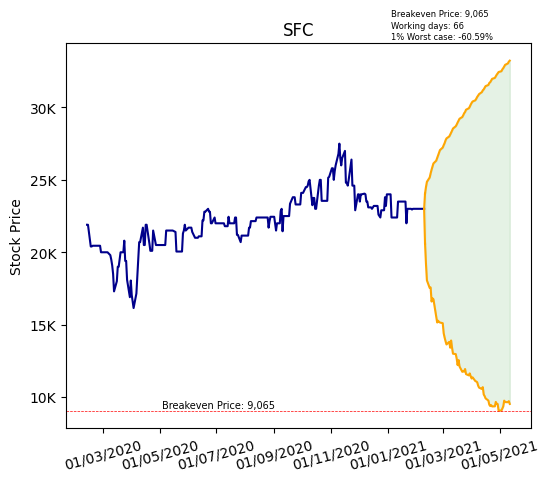 Breakeven Price: 9,065
Working days: 66
1% Worst case: -60.59%
SFC
Stock Price
30K
25K
20K
15K
10K
Breakeven Price: 9,065
01/03/2020
01/05/2020
01/07/2020
01/09/2020
01/11/2020
01/01/2021
01/03/2021
01/05/2021